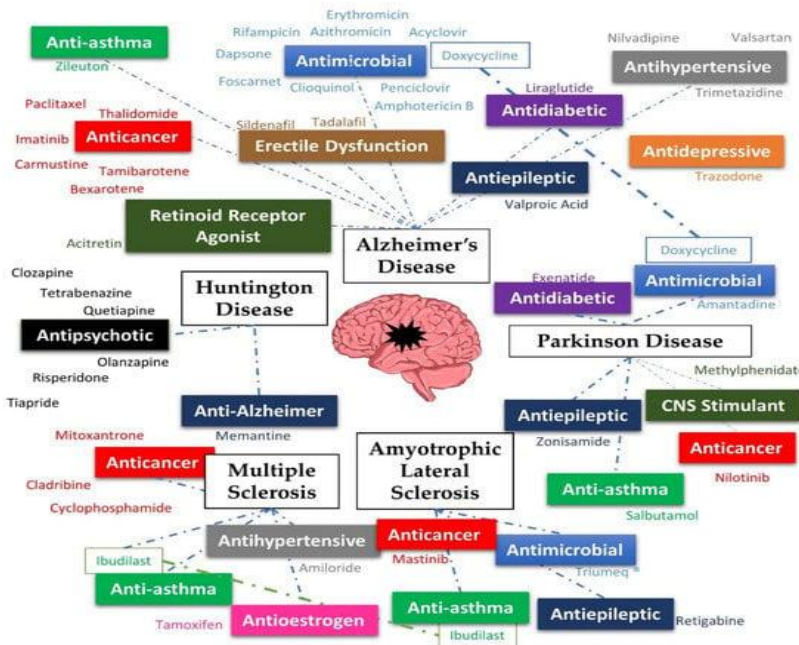 Erythromicin
Rifampicin Azithromicin Acyclovir
Anti-asthma
Zileuton
Dapsone
Antimicrobial
Doxycycline
Foscarnet
Clioquinol
Penciclovir
Amphotericin B
Nilvadipine
Valsartan
Antihypertensive
Trimetazidine
Liraglutide
Antidiabetic
Paclitaxel
Thalidomide
Imatinib
Anticancer
Carmustine
Tamibarotene
Bexarotene
Sildenafil
Tadalafil
Erectile Dysfunction
Antidepressive
Trazodone
Antiepileptic
Valproic Acid
Retinoid Receptor
Agonist
Acitretin
Alzheimer's
Disease
Clozapine
Tetrabenazine
Quetiapine
Antipsychotic
Olanzapine
Risperidone
Tiapride
Huntington
Disease
Anti-Alzheimer
Memantine
Doxycycline
Exenatide
Antidiabetic
Antimicrobial
Amantadine
Parkinson Disease
Methylphenidat
CNS Stimulant
Antiepileptic
Zonisamide
Anticancer
Nilotinib
Anti-asthma
Salbutamol
Mitoxantrone
Anticancer
Cladribine
Cyclophosphamide
Multiple
Sclerosis
Amyotrophic
Lateral
Sclerosis
Antihypertensive
Amiloride
Ibudilast
Anti-asthma
Tamoxifen
Antioestrogen
Anticancer
Mastinib
Antimicrobial
Triumeq ®
Anti-asthma
Ibudilast
Antiepileptic
Retigabine